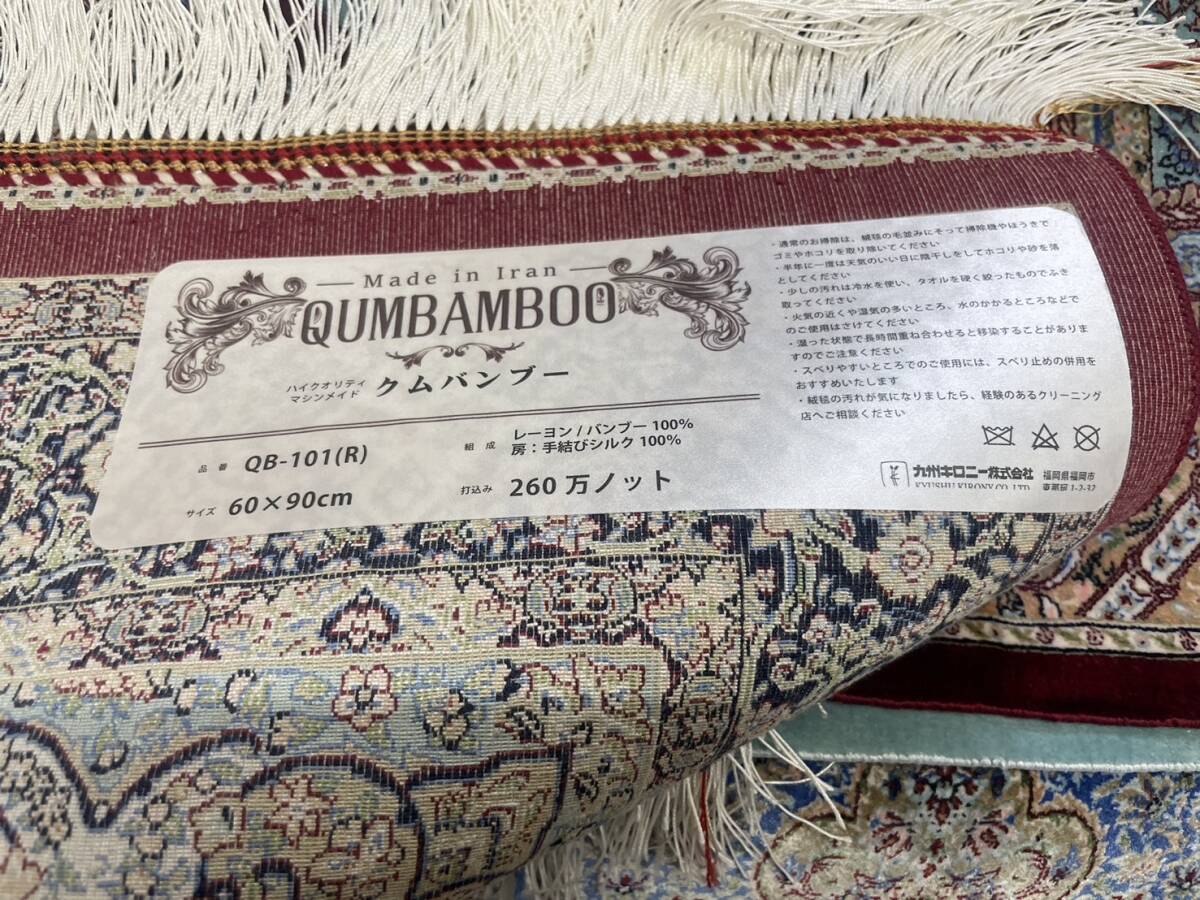 Made in Iran
QUMBAMBOO
ハイクオリティ
マシンメイド クムバンブー
品番 QB-101(R)
サイズ 60×90cm
組成 レーヨン / バンブー 100%
房：手結びシルク 100%
打込み 260 万ノット
・通常のお掃除は、絨毯の毛並みにそって掃除機やほうきで
ゴミやホコリを取り除いてください
・半年に一度は天気のいい日に陰干しをしてホコリや砂を落
としてください
・少しの汚れは冷水を使い、タオルを硬く絞ったものでふき
取ってください
・火気の近くや湿気の多いところ、水のかかるところなどで
のご使用はさけてください
・湿った状態で長時間重ね合わせると移染することがありま
すのでご注意ください
・スベりやすいところでのご使用には、スベり止めの併用を
おすすめいたします
・絨毯の汚れが気になりましたら、経験のあるクリーニング
店へご相談ください
九州キロニー株式会社 福岡県福岡市
KYUSHU KIRONY CO., LTD. 1-2-32